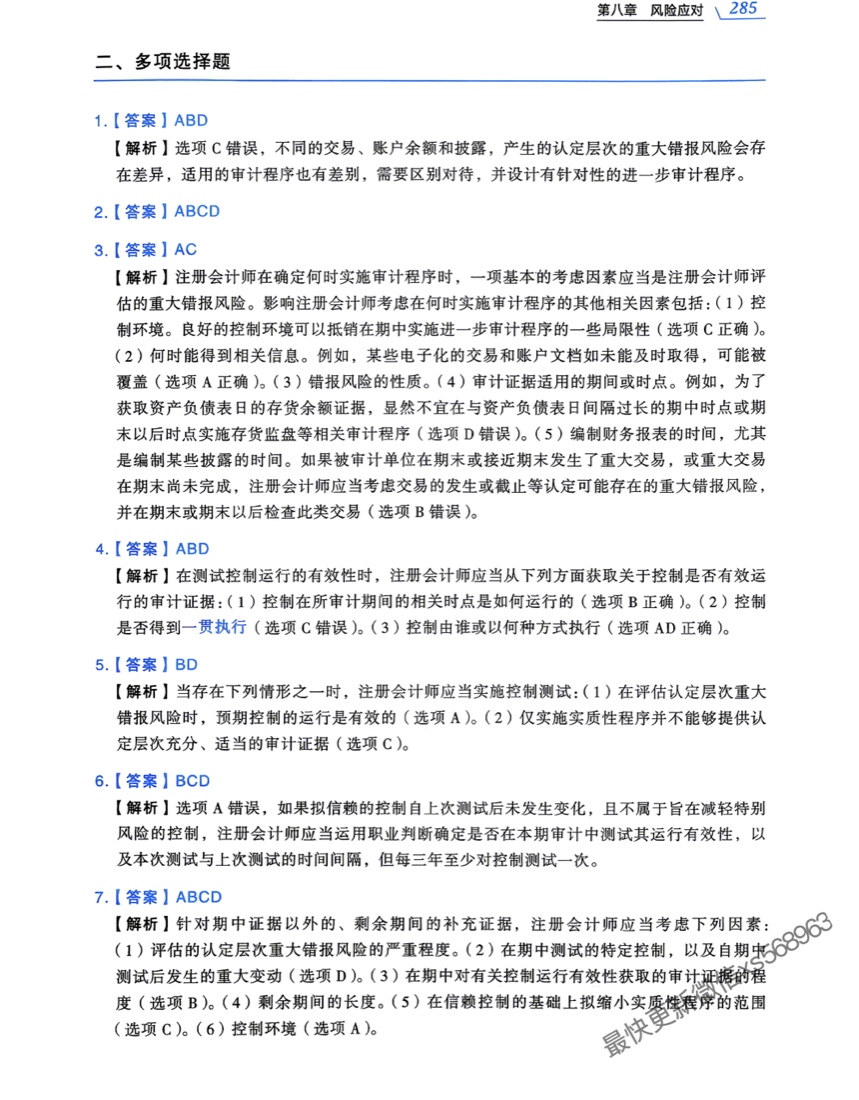 第八章　风险应对　285
二、多项选择题
1.【答案】ABD
【解析】选项 C 错误，不同的交易、账户余额和披露，产生的认定层次的重大错报风险会存
在差异，适用的审计程序也有差别，需要区别对待，并设计有针对性的进一步审计程序。
2.【答案】ABCD
3.【答案】AC
【解析】注册会计师在确定何时实施审计程序时，一项基本的考虑因素应当是注册会计师评
估的重大错报风险。影响注册会计师考虑在何时实施审计程序的其他相关因素包括：（1）控
制环境。良好的控制环境可以抵销在期中实施进一步审计程序的一些局限性（选项 C 正确）。
（2）何时能得到相关信息。例如，某些电子化的交易和账户文档如未能及时取得，可能被
覆盖（选项 A 正确）。（3）错报风险的性质。（4）审计证据适用的期间或时点。例如，为了
获取资产负债表日的存货余额证据，显然不宜在与资产负债表日间隔过长的期中时点或期
末以后时点实施存货监盘等相关审计程序（选项 D 错误）。（5）编制财务报表的时间，尤其
是编制某些披露的时间。如果被审计单位在期末或接近期末发生了重大交易，或重大交易
在期末尚未完成，注册会计师应当考虑交易的发生或截止等认定可能存在的重大错报风险，
并在期末或期末以后检查此类交易（选项 B 错误）。
4.【答案】ABD
【解析】在测试控制运行的有效性时，注册会计师应当从下列方面获取关于控制是否有效运
行的审计证据：（1）控制在所审计期间的相关时点是如何运行的（选项 B 正确）。（2）控制
是否得到一贯执行（选项 C 错误）。（3）控制由谁或以何种方式执行（选项 AD 正确）。
5.【答案】BD
【解析】当存在下列情形之一时，注册会计师应当实施控制测试：（1）在评估认定层次重大
错报风险时，预期控制的运行是有效的（选项 A）。（2）仅实施实质性程序并不能够提供认
定层次充分、适当的审计证据（选项 C）。
6.【答案】BCD
【解析】选项 A 错误，如果拟信赖的控制自上次测试后未发生变化，且不属于旨在减轻特别
风险的控制，注册会计师应当运用职业判断确定是否在本期审计中测试其运行有效性，以
及本次测试与上次测试的时间间隔，但每三年至少对控制测试一次。
7.【答案】ABCD
【解析】针对期中证据以外的、剩余期间的补充证据，注册会计师应当考虑下列因素：
（1）评估的认定层次重大错报风险的严重程度。（2）在期中测试的特定控制，以及自期中
测试后发生的重大变动（选项 D）。（3）在期中对有关控制运行有效性获取的审计证据的程
度（选项 B）。（4）剩余期间的长度。（5）在信赖控制的基础上拟缩小实质性程序的范围
（选项 C）。（6）控制环境（选项 A）。
最快更新微信xs568963